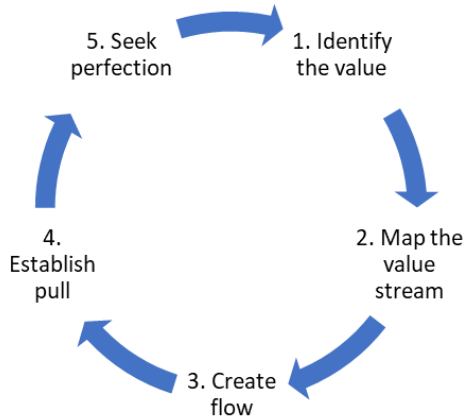 1. Identify
the value
2. Map the
value
stream
3. Create
flow
4.
Establish
pull
5. Seek
perfection